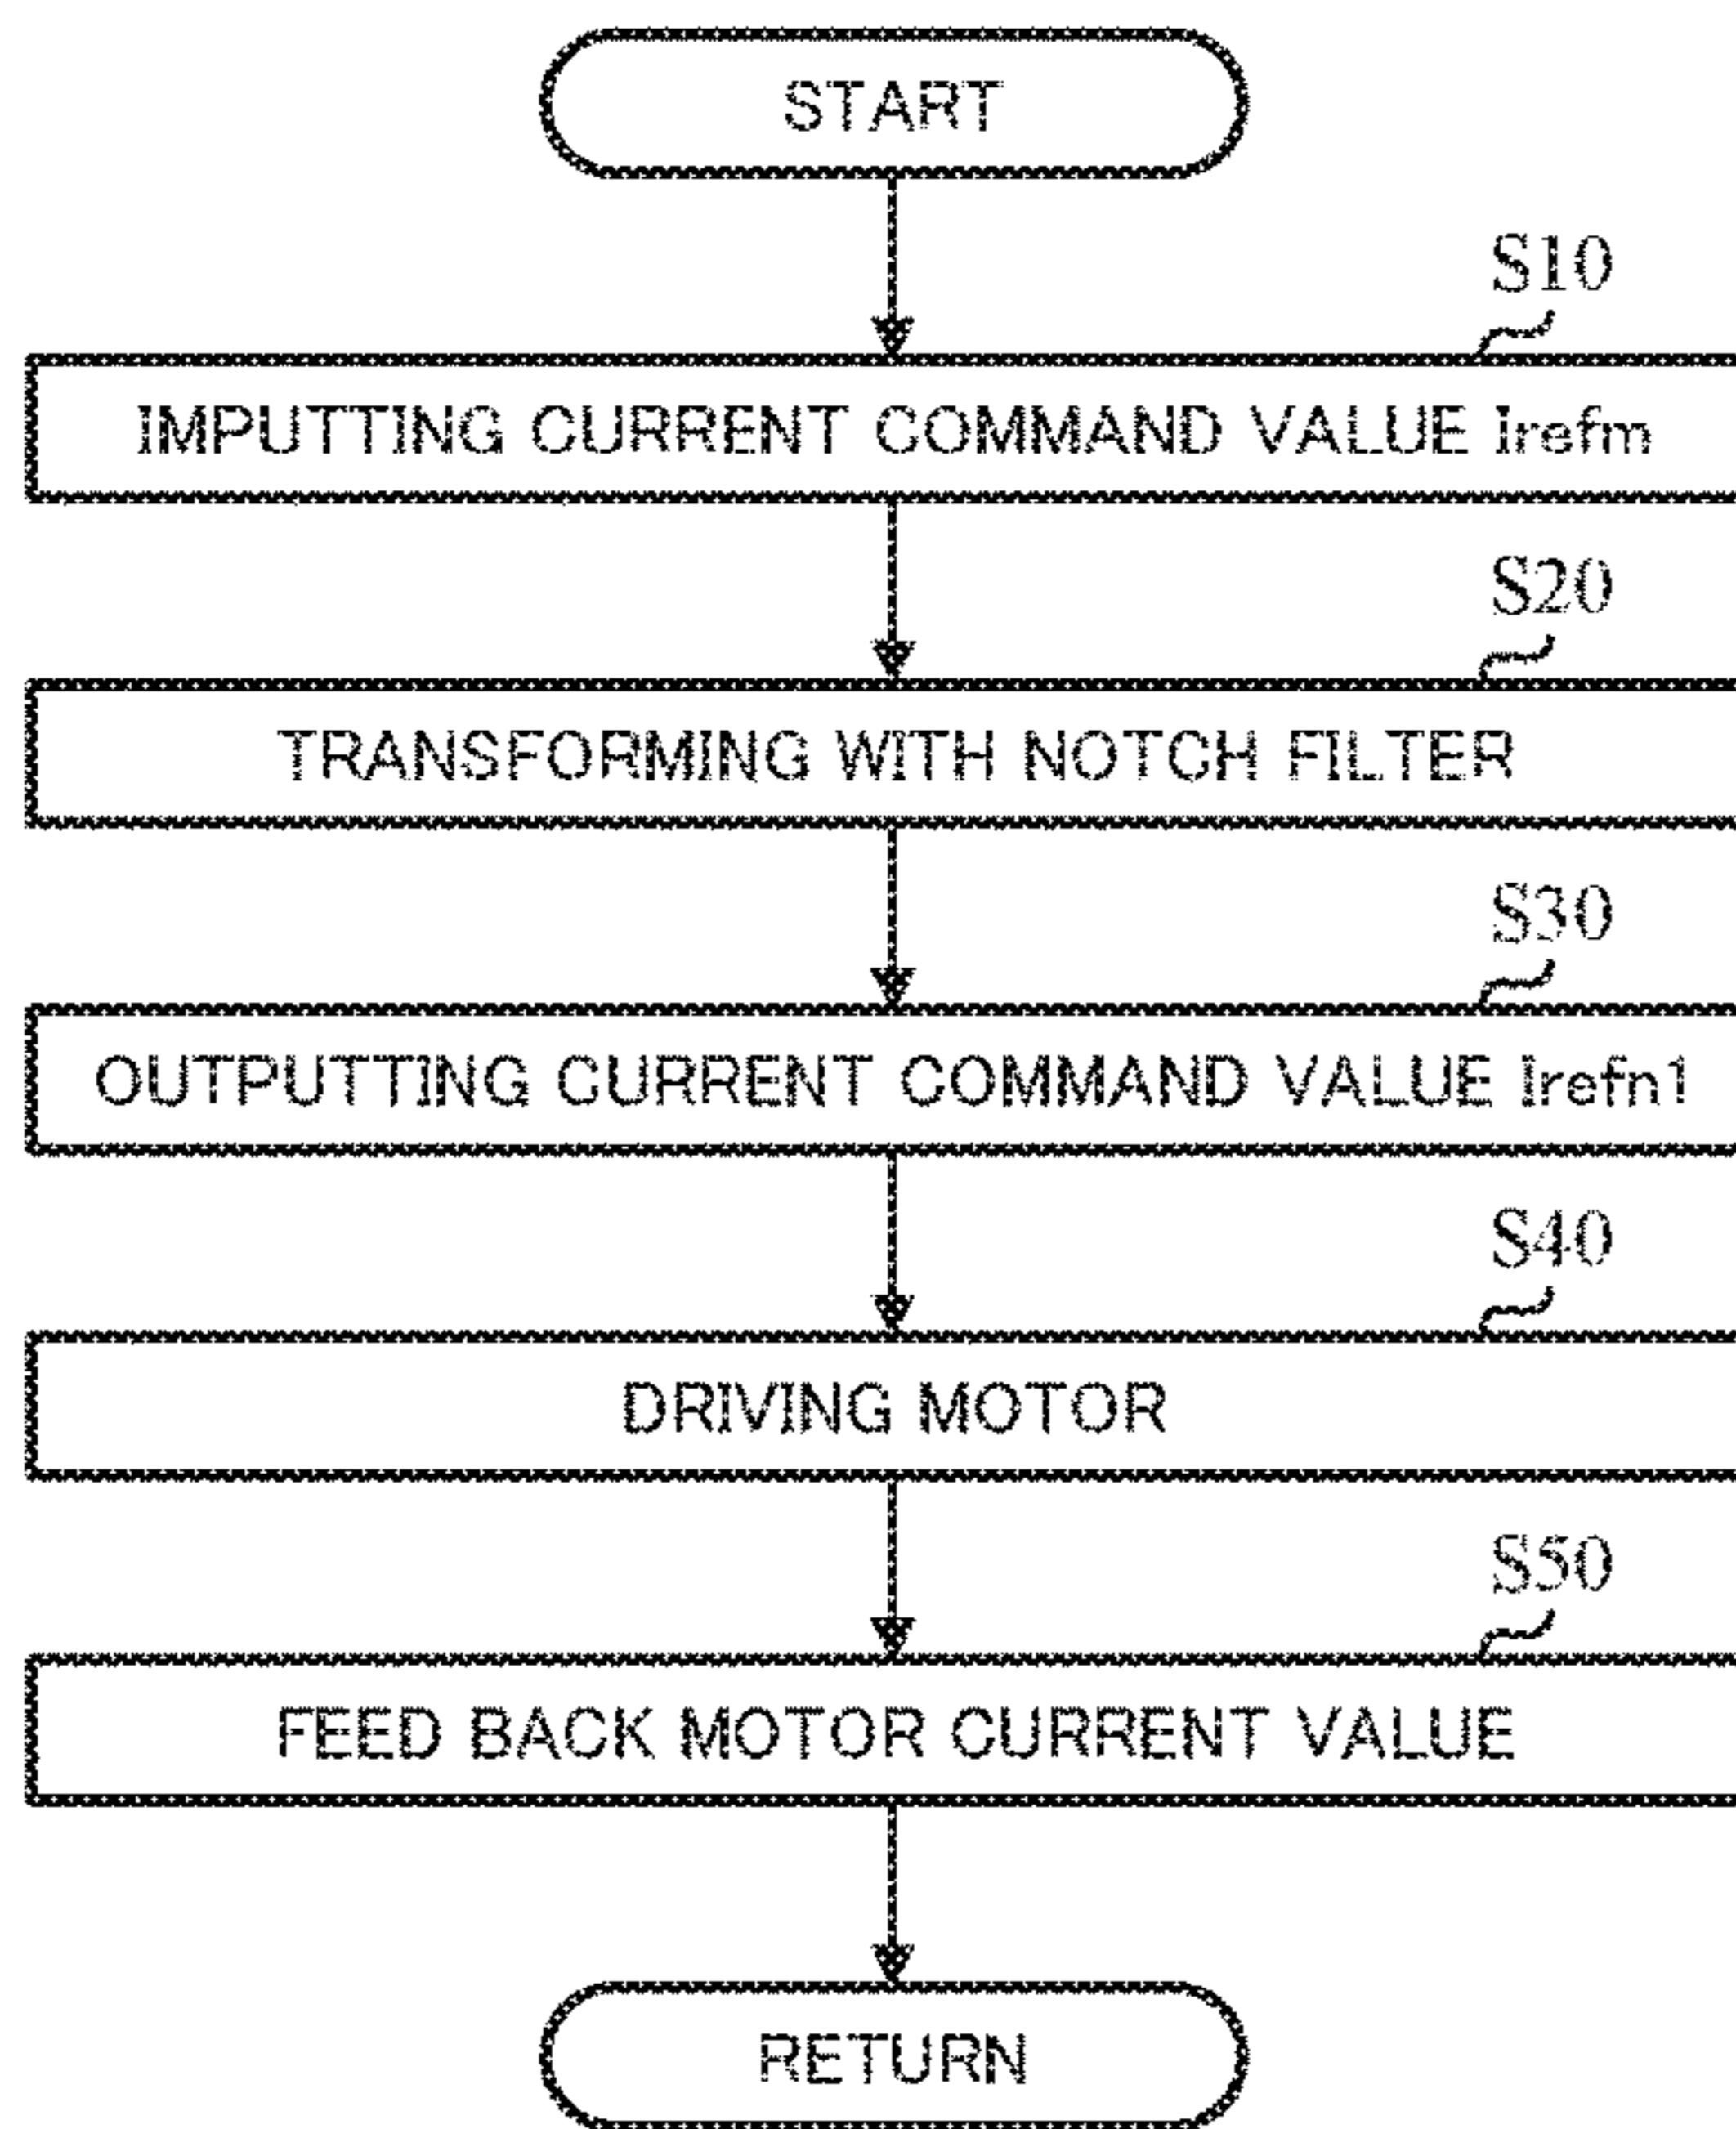 START
S10
IMPUTTING CURRENT COMMAND VALUE Irefm
S20
TRANSFORMING WITH NOTCH FILTER
S30
OUTPUTTING CURRENT COMMAND VALUE Irefn1
S40
DRIVING MOTOR
S50
FEED BACK MOTOR CURRENT VALUE
RETURN